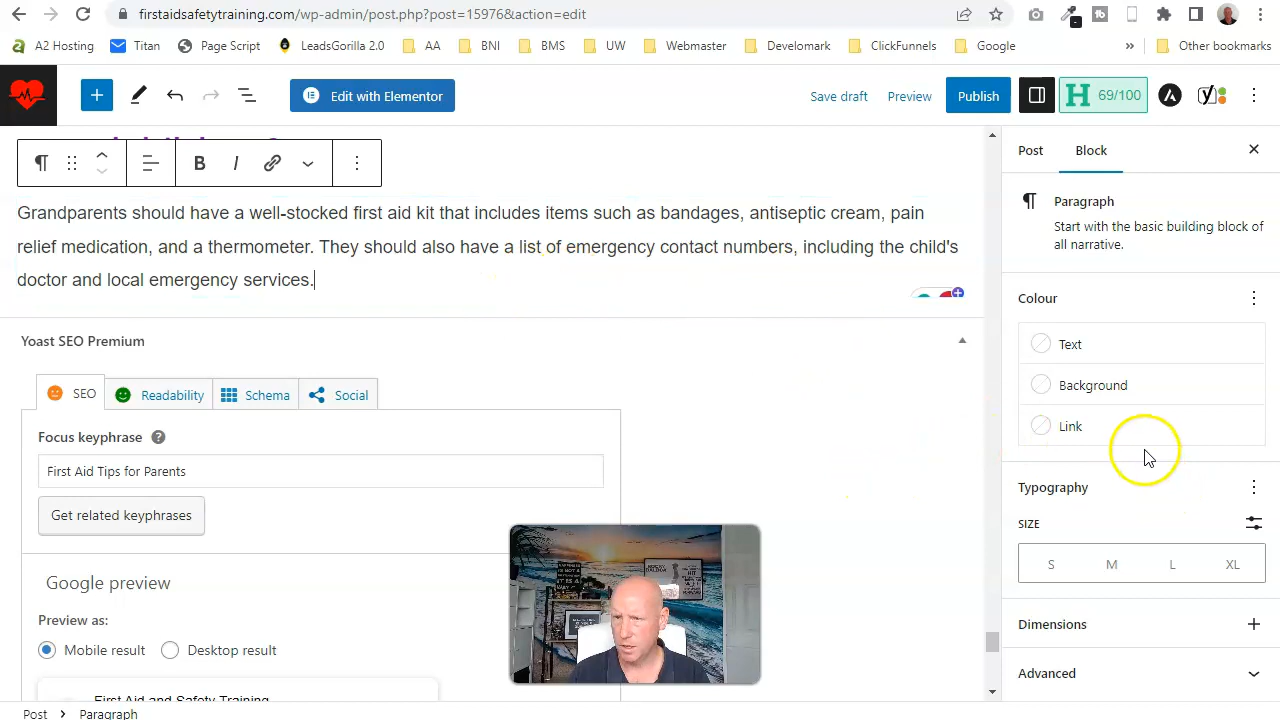 firstaidsafetytraining.com/wp-admin/post.php?post=15976&action=edit
A2 Hosting
Titan
Page Script
LeadsGorilla 2.0
AA
BNI
BMS
UW
Webmaster
Develomark
ClickFunnels
Google
»
Other bookmarks
Edit with Elementor
Save draft
Preview
Publish
H 69/100
B
I
Grandparents should have a well-stocked first aid kit that includes items such as bandages, antiseptic cream, pain
relief medication, and a thermometer. They should also have a list of emergency contact numbers, including the child's
doctor and local emergency services.
Yoast SEO Premium
SEO
Readability
Schema
Social
Focus keyphrase
First Aid Tips for Parents
Get related keyphrases
Google preview
Preview as:
Mobile result
Desktop result
First Aid and Safety Training
Post
Block
Paragraph
Start with the basic building block of
all narrative.
Colour
Text
Background
Link
Typography
SIZE
S
M
L
XL
Dimensions
Advanced
Post
Paragraph